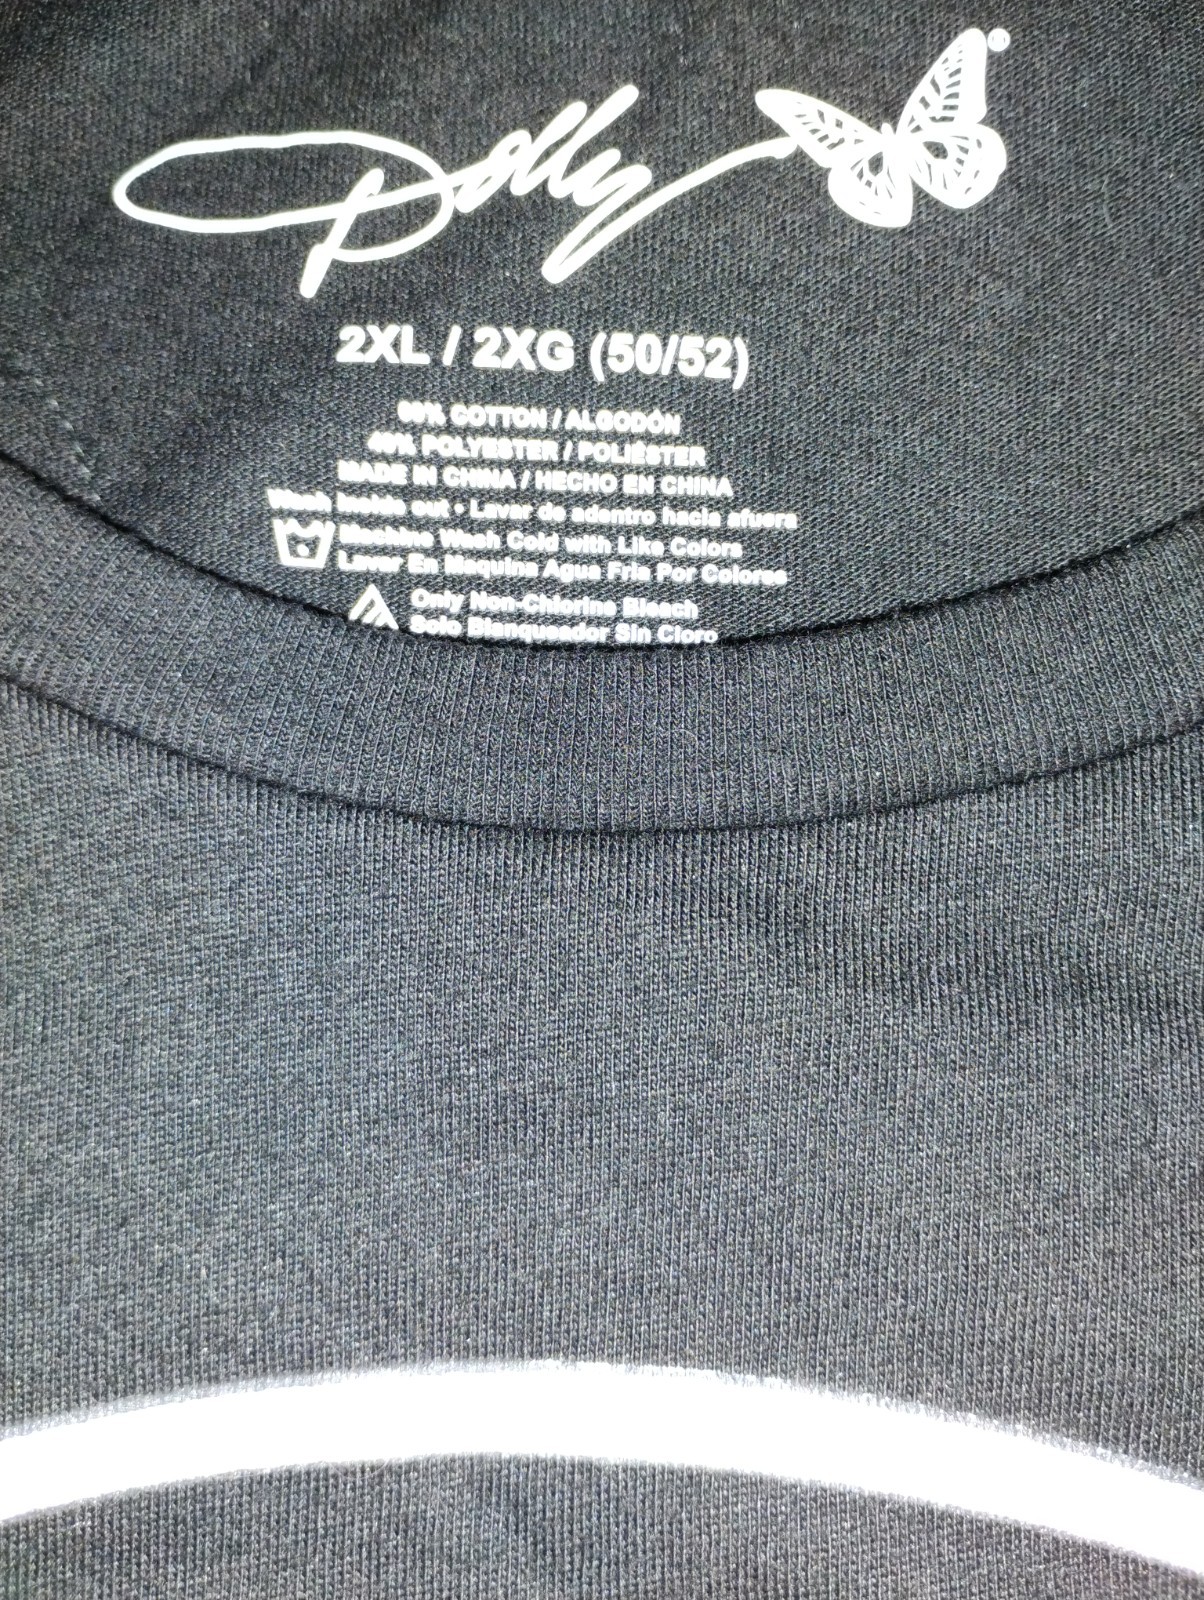 Dolly
2XL / 2XG (50/52)
60% COTTON / ALGODÓN
40% POLYESTER / POLIÉSTER
MADE IN CHINA / HECHO EN CHINA
Wash inside out • Lavar de adentro hacia afuera
Machine Wash Cold with Like Colors
Lavar En Maquina Agua Fria Por Colores
Only Non-Chlorine Bleach
Solo Blanqueador Sin Cloro